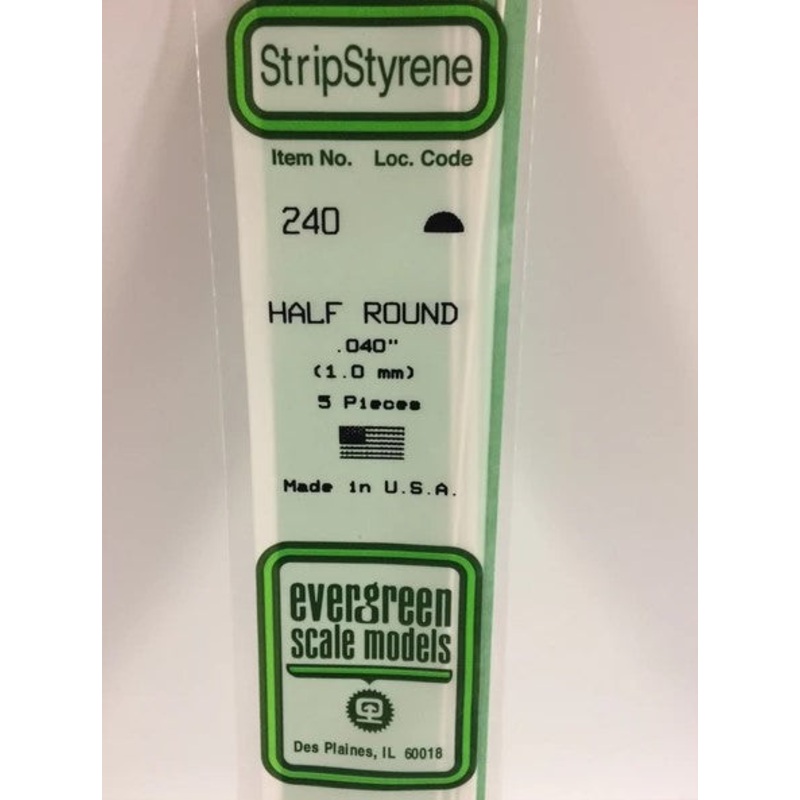 StripStyrene
Item No. Loc. Code
240
HALF ROUND
.040"
(1.0 mm)
5 Pieces
Made in U.S.A.
evergreen
scale models
Des Plaines, IL 60018